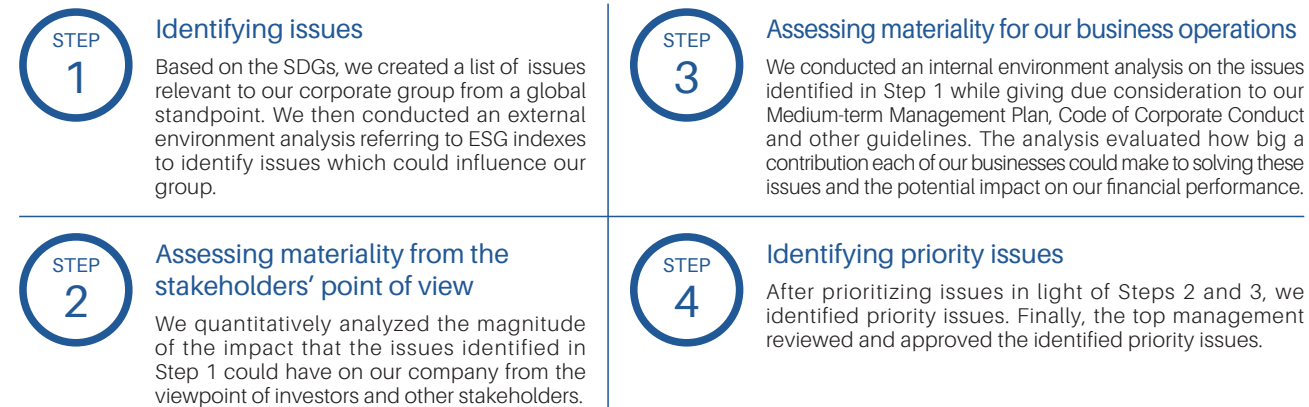 STEP
1
Identifying issues
Based on the SDGs, we created a list of issues
relevant to our corporate group from a global
standpoint. We then conducted an external
environment analysis referring to ESG indexes
to identify issues which could influence our
group.
STEP
2
Assessing materiality from the
stakeholders’ point of view
We quantitatively analyzed the magnitude
of the impact that the issues identified in
Step 1 could have on our company from the
viewpoint of investors and other stakeholders.
STEP
3
Assessing materiality for our business operations
We conducted an internal environment analysis on the issues
identified in Step 1 while giving due consideration to our
Medium-term Management Plan, Code of Corporate Conduct
and other guidelines. The analysis evaluated how big a
contribution each of our businesses could make to solving these
issues and the potential impact on our financial performance.
STEP
4
Identifying priority issues
After prioritizing issues in light of Steps 2 and 3, we
identified priority issues. Finally, the top management
reviewed and approved the identified priority issues.